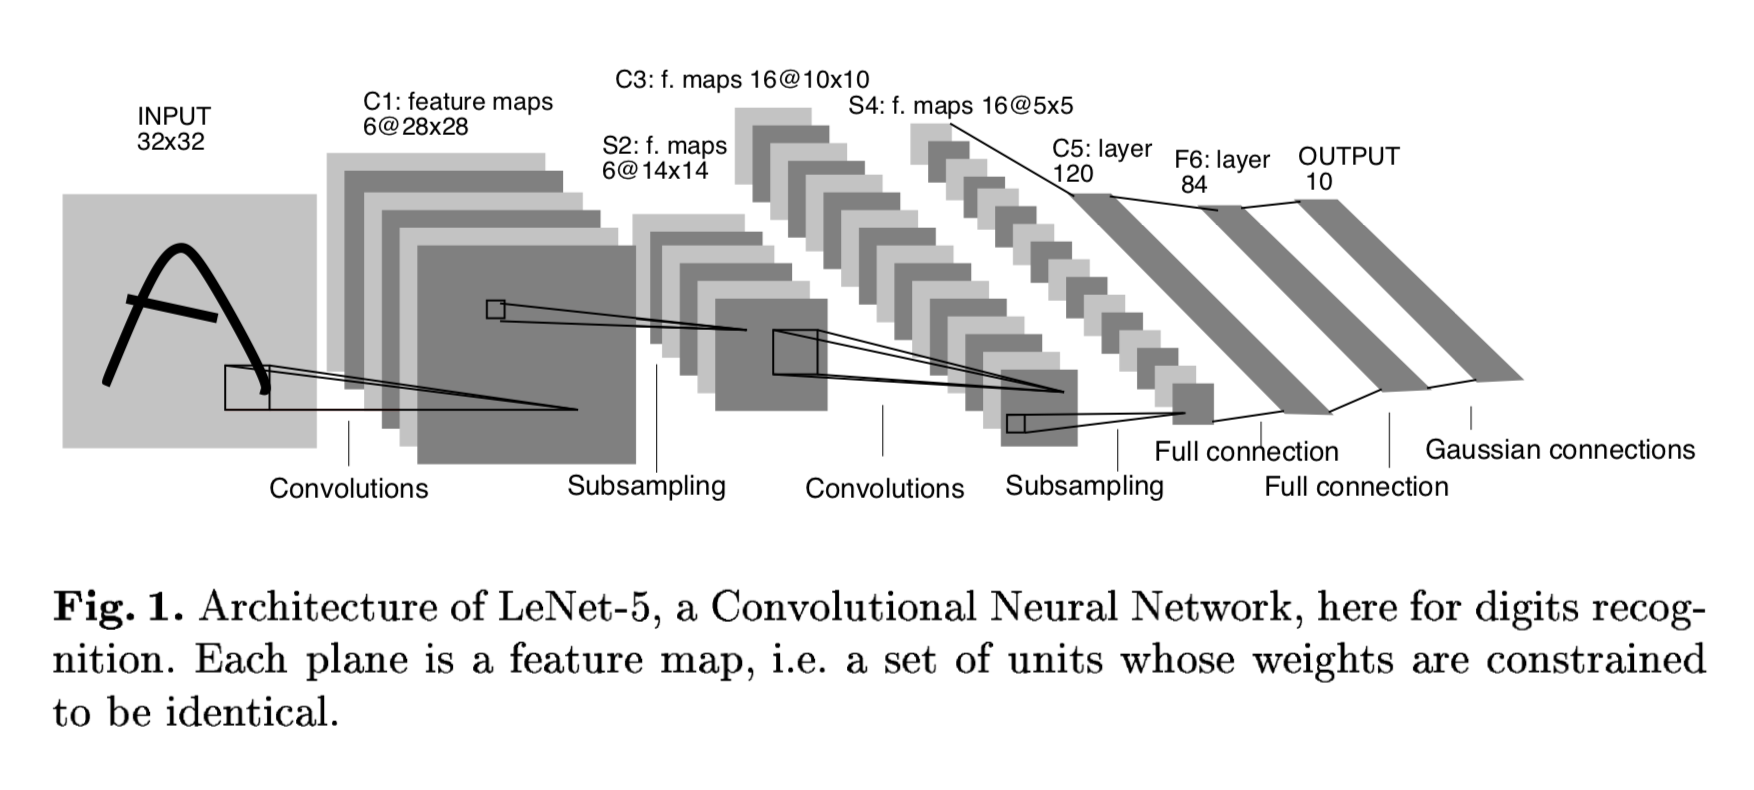 INPUT
32x32
C1: feature maps
6@28x28
S2: f. maps
6@14x14
C3: f. maps 16@10x10
S4: f. maps 16@5x5
C5: layer
120
F6: layer
84
OUTPUT
10
Convolutions
Subsampling
Convolutions
Subsampling
Full connection
Full connection
Gaussian connections
Fig. 1. Architecture of LeNet-5, a Convolutional Neural Network, here for digits recog-
nition. Each plane is a feature map, i.e. a set of units whose weights are constrained
to be identical.